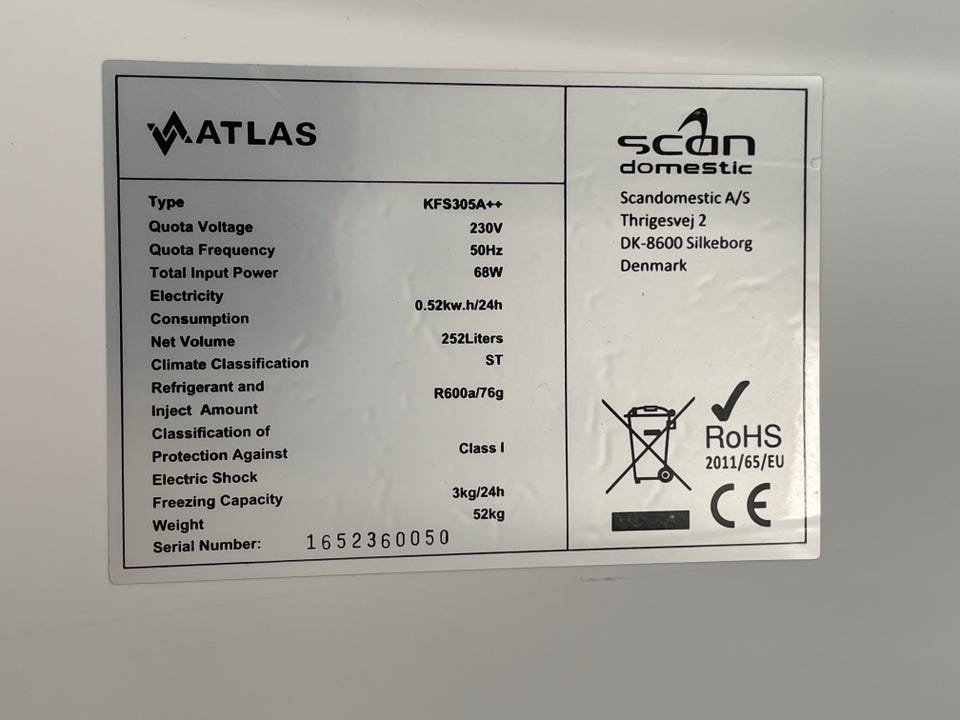 ATLAS
Type KFS305A++
Quota Voltage 230V
Quota Frequency 50Hz
Total Input Power 68W
Electricity
Consumption 0.52kw.h/24h
Net Volume 252Liters
Climate Classification ST
Refrigerant and
Inject Amount R600a/76g
Classification of
Protection Against Class I
Electric Shock
Freezing Capacity 3kg/24h
Weight 52kg
Serial Number: 1652360050
scan
domestic
Scandomestic A/S
Thrigesvej 2
DK-8600 Silkeborg
Denmark
RoHS
2011/65/EU
CE